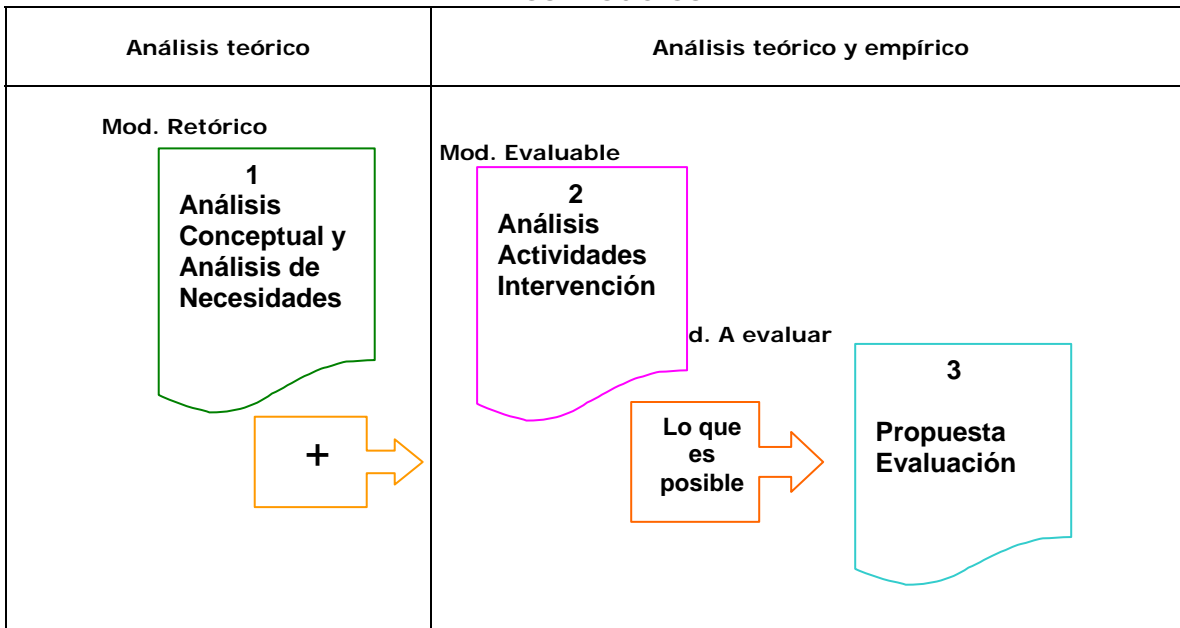 Análisis teórico
Análisis teórico y empírico
Mod. Retórico
1
Análisis
Conceptual y
Análisis de
Necesidades
+
Mod. Evaluable
2
Análisis
Actividades
Intervención
d. A evaluar
Lo que
es
posible
3
Propuesta
Evaluación